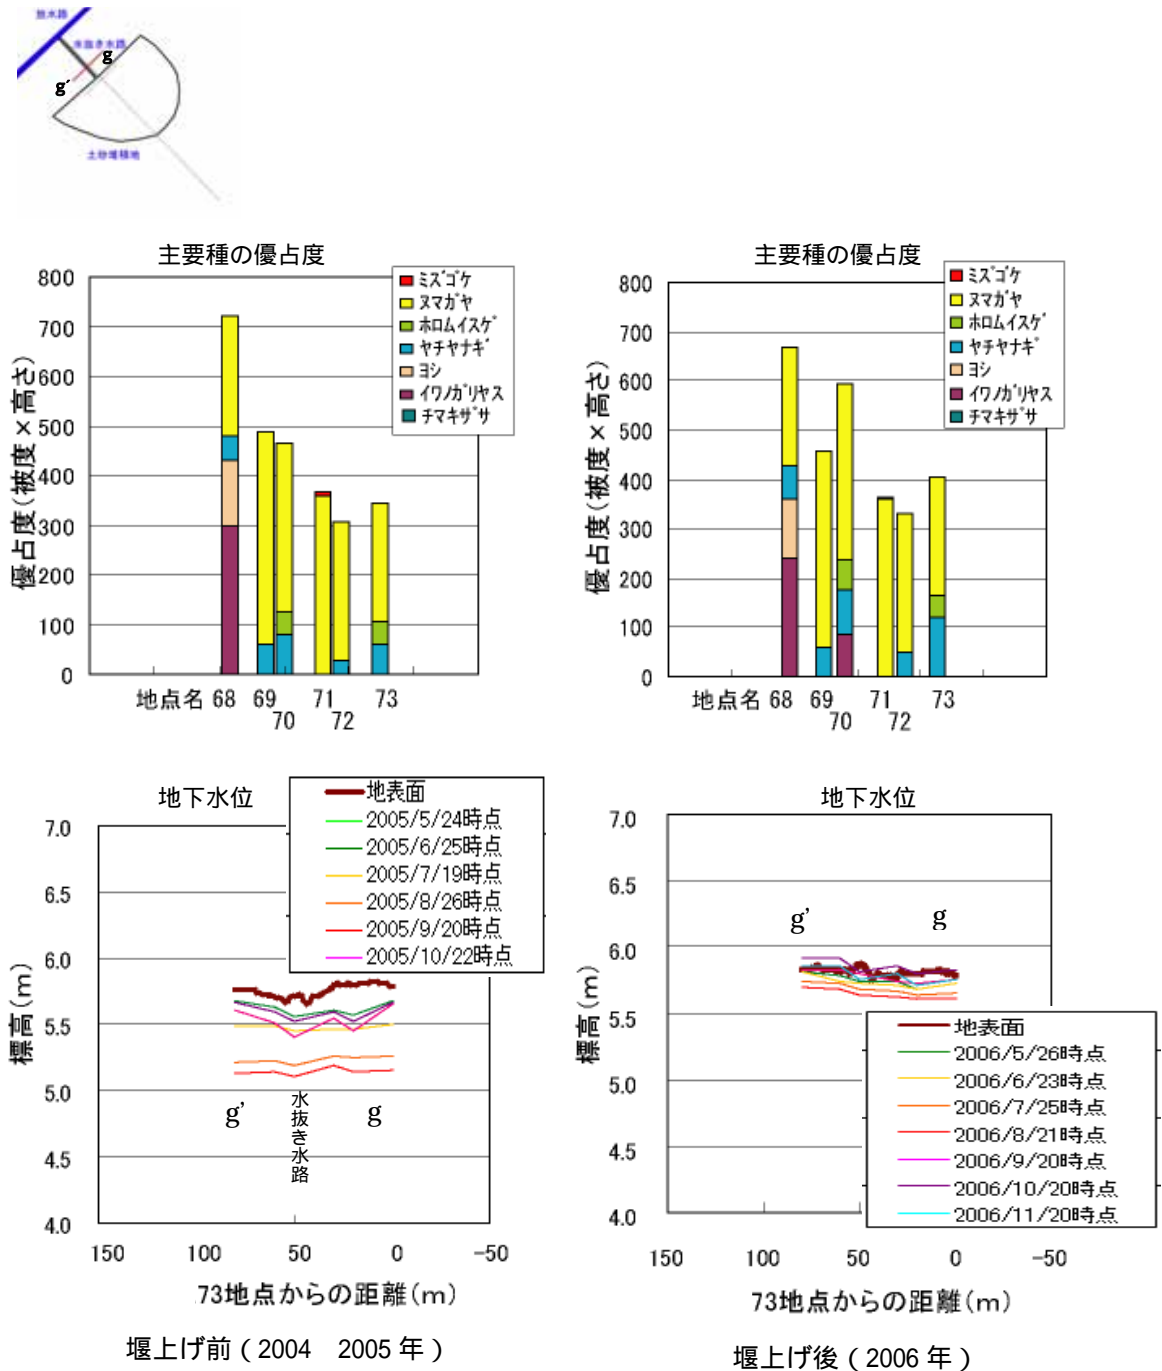 放水路
水抜き水路
g
g´
土砂堆積地
主要種の優占度
800
700
600
500
400
300
200
100
0
優占度(被度×高さ)
ミズゴケ
ヌマガヤ
ホロムイスゲ
ヤチヤナギ
ヨシ
イワノガリヤス
チマキザサ
地点名 68 69 71 73
70 72
主要種の優占度
800
700
600
500
400
300
200
100
0
優占度(被度×高さ)
ミズゴケ
ヌマガヤ
ホロムイスゲ
ヤチヤナギ
ヨシ
イワノガリヤス
チマキザサ
地点名 68 69 71 73
70 72
地下水位
地表面
2005/5/24時点
2005/6/25時点
2005/7/19時点
2005/8/26時点
2005/9/20時点
2005/10/22時点
7.0
6.5
6.0
5.5
5.0
4.5
4.0
標高(m)
g’
水抜き水路
g
150 100 50 0 -50
73地点からの距離(m)
堰上げ前(2004 2005年)
地下水位
7.0
6.5
6.0
5.5
5.0
4.5
4.0
標高(m)
g’
g
地表面
2006/5/26時点
2006/6/23時点
2006/7/25時点
2006/8/21時点
2006/9/20時点
2006/10/20時点
2006/11/20時点
150 100 50 0 -50
73地点からの距離(m)
堰上げ後(2006年)